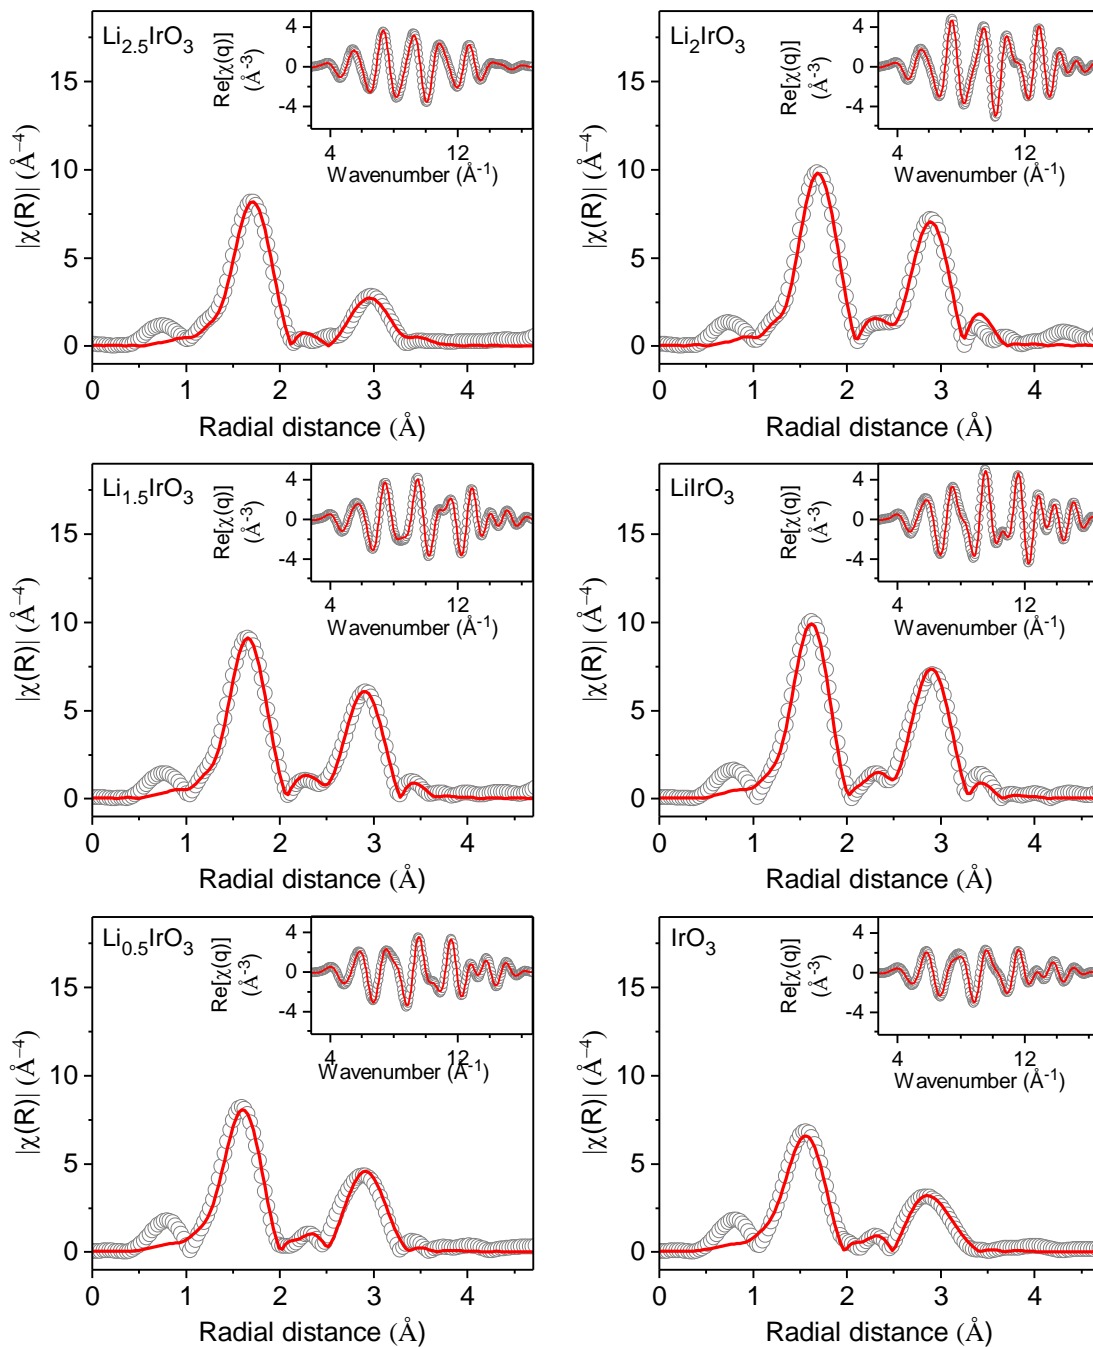 Li2.5IrO3
Re[χ(q)]
(Å-3)
4
0
-4
4
12
Wavenumber (Å-1)
|χ(R)| (Å−4)
15
10
5
0
0
1
2
3
4
Radial distance (Å)
Li2IrO3
Re[χ(q)]
(Å-3)
4
0
-4
4
12
Wavenumber (Å-1)
|χ(R)| (Å−4)
15
10
5
0
0
1
2
3
4
Radial distance (Å)
Li1.5IrO3
Re[χ(q)]
(Å-3)
4
0
-4
4
12
Wavenumber (Å-1)
|χ(R)| (Å−4)
15
10
5
0
0
1
2
3
4
Radial distance (Å)
LiIrO3
Re[χ(q)]
(Å-3)
4
0
-4
4
12
Wavenumber (Å-1)
|χ(R)| (Å−4)
15
10
5
0
0
1
2
3
4
Radial distance (Å)
Li0.5IrO3
Re[χ(q)]
(Å-3)
4
0
-4
4
12
Wavenumber (Å-1)
|χ(R)| (Å−4)
15
10
5
0
0
1
2
3
4
Radial distance (Å)
IrO3
Re[χ(q)]
(Å-3)
4
0
-4
4
12
Wavenumber (Å-1)
|χ(R)| (Å−4)
15
10
5
0
0
1
2
3
4
Radial distance (Å)